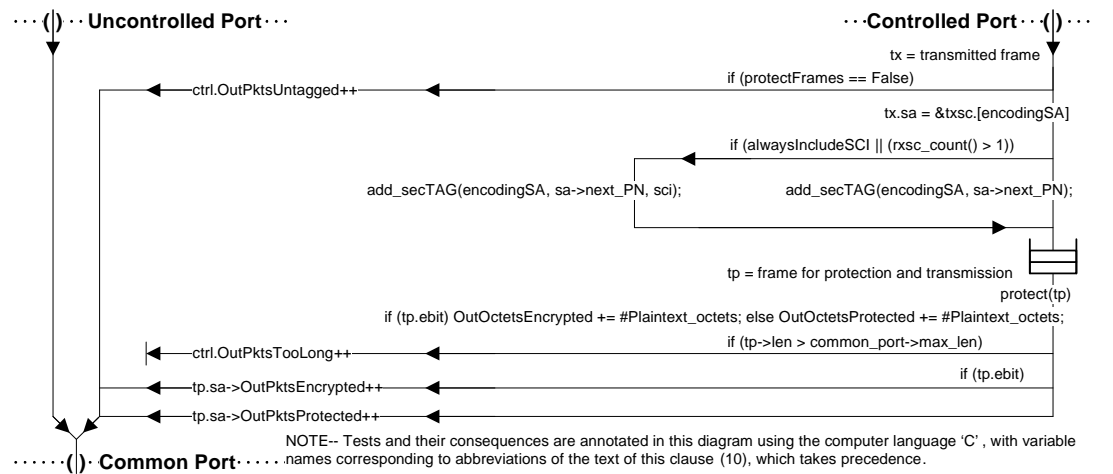 ( ) Uncontrolled Port
Controlled Port ( )
tx = transmitted frame
if (protectFrames == False)
ctrl.OutPktsUntagged++
tx.sa = &txsc.[encodingSA]
if (alwaysIncludeSCI || (rxsc_count() > 1))
add_secTAG(encodingSA, sa->next_PN, sci);
add_secTAG(encodingSA, sa->next_PN);
tp = frame for protection and transmission
protect(tp)
if (tp.ebit) OutOctetsEncrypted += #Plaintext_octets; else OutOctetsProtected += #Plaintext_octets;
if (tp->len > common_port->max_len)
ctrl.OutPktsTooLong++
if (tp.ebit)
tp.sa->OutPktsEncrypted++
tp.sa->OutPktsProtected++
NOTE-- Tests and their consequences are annotated in this diagram using the computer language 'C' , with variable
names corresponding to abbreviations of the text of this clause (10), which takes precedence.
( ) Common Port